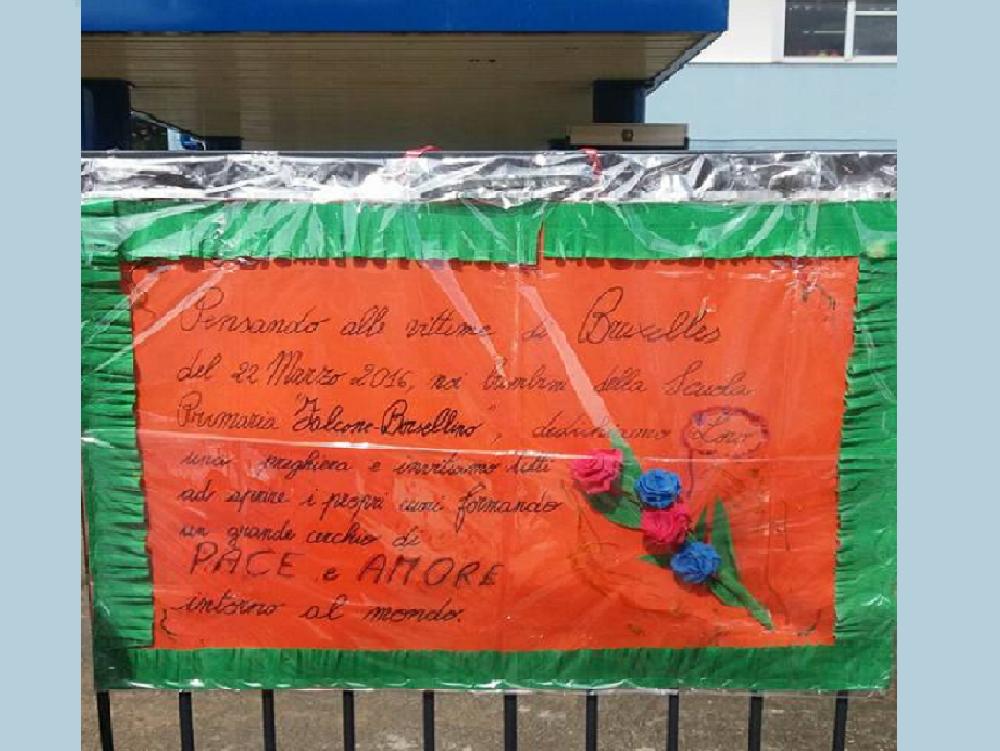 Pensando alle vittime di Bruxelles
del 22 Marzo 2016, noi bambini della Scuola
Primaria "Falcone-Borsellino", dedichiamo Loro
una preghiera e invitiamo tutti
ad aprire i propri cuori formando
un grande cerchio di
PACE e AMORE
intorno al mondo.